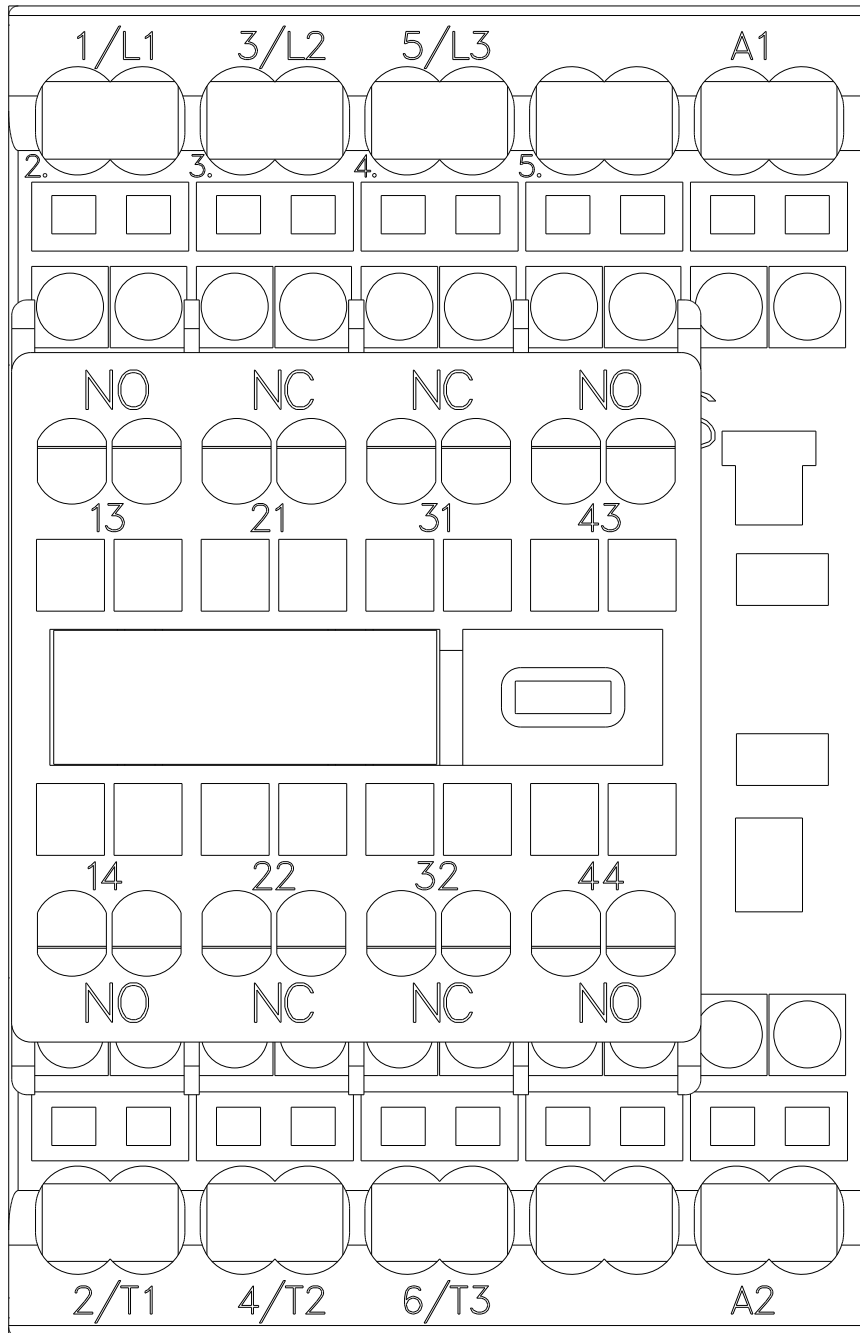 1/L1 3/L2 5/L3 A1
2. 3. 4. 5.
NO NC NC NO
13 21 31 43
14 22 32 44
NO NC NC NO
2/T1 4/T2 6/T3 A2